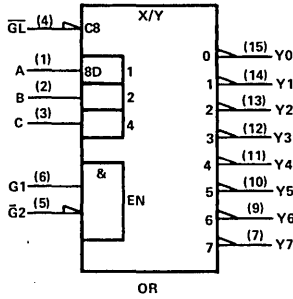 X/Y
G̅L̅ (4) C8
A (1) 8D 1
B (2) 2
C (3) 4
G1 (6) & EN
G̅2 (5)
0 (15) Y0
1 (14) Y1
2 (13) Y2
3 (12) Y3
4 (11) Y4
5 (10) Y5
6 (9) Y6
7 (7) Y7
OR